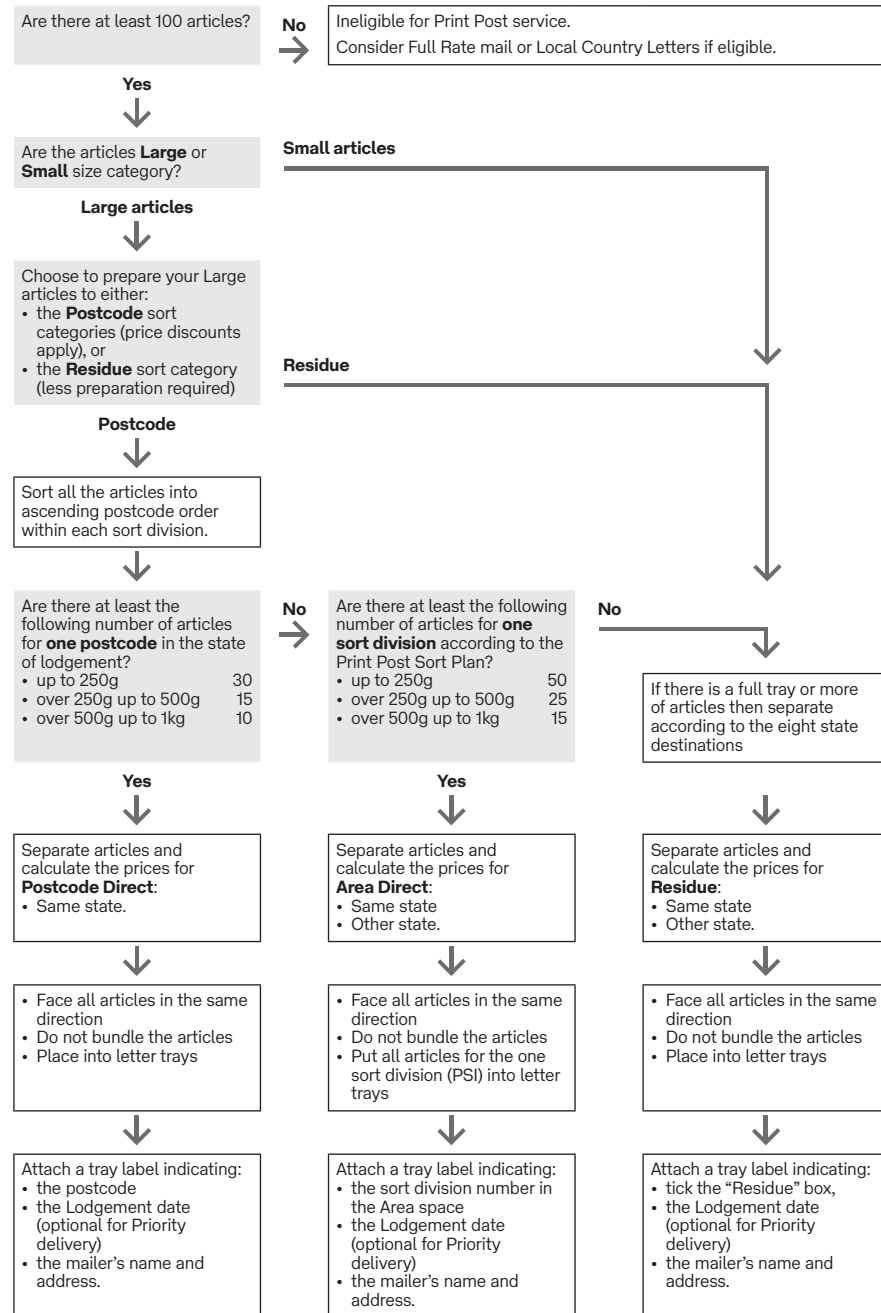 Are there at least 100 articles?
No
Ineligible for Print Post service.
Consider Full Rate mail or Local Country Letters if eligible.
Yes
Are the articles Large or
Small size category?
Small articles
Large articles
Choose to prepare your Large
articles to either:
• the Postcode sort
categories (price discounts
apply), or
• the Residue sort category
(less preparation required)
Residue
Postcode
Sort all the articles into
ascending postcode order
within each sort division.
Are there at least the
following number of articles
for one postcode in the state
of lodgement?
• up to 250g 30
• over 250g up to 500g 15
• over 500g up to 1kg 10
No
Are there at least the following
number of articles for one
sort division according to the
Print Post Sort Plan?
• up to 250g 50
• over 250g up to 500g 25
• over 500g up to 1kg 15
No
If there is a full tray or more
of articles then separate
according to the eight state
destinations
Yes
Yes
Separate articles and
calculate the prices for
Postcode Direct:
• Same state.
Separate articles and
calculate the prices for
Area Direct:
• Same state
• Other state.
Separate articles and
calculate the prices for
Residue:
• Same state
• Other state.
• Face all articles in the same
direction
• Do not bundle the articles
• Place into letter trays
• Face all articles in the same
direction
• Do not bundle the articles
• Put all articles for the one
sort division (PSI) into letter
trays
• Face all articles in the same
direction
• Do not bundle the articles
• Place into letter trays
Attach a tray label indicating:
• the postcode
• the Lodgement date
(optional for Priority
delivery)
• the mailer's name and
address.
Attach a tray label indicating:
• the sort division number in
the Area space
• the Lodgement date
(optional for Priority
delivery)
• the mailer's name and
address.
Attach a tray label indicating:
• tick the “Residue” box,
• the Lodgement date
(optional for Priority
delivery)
• the mailer's name and
address.